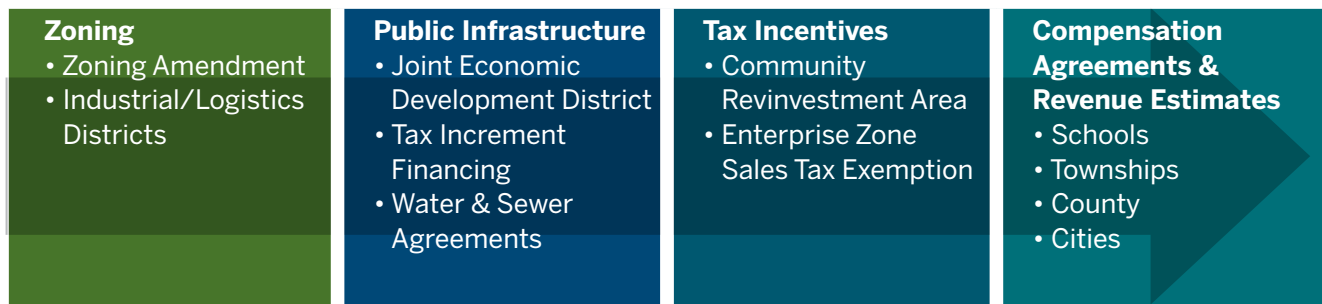 Zoning
• Zoning Amendment
• Industrial/Logistics
Districts
Public Infrastructure
• Joint Economic
Development District
• Tax Increment
Financing
• Water & Sewer
Agreements
Tax Incentives
• Community
Revinvestment Area
• Enterprise Zone
Sales Tax Exemption
Compensation
Agreements &
Revenue Estimates
• Schools
• Townships
• County
• Cities